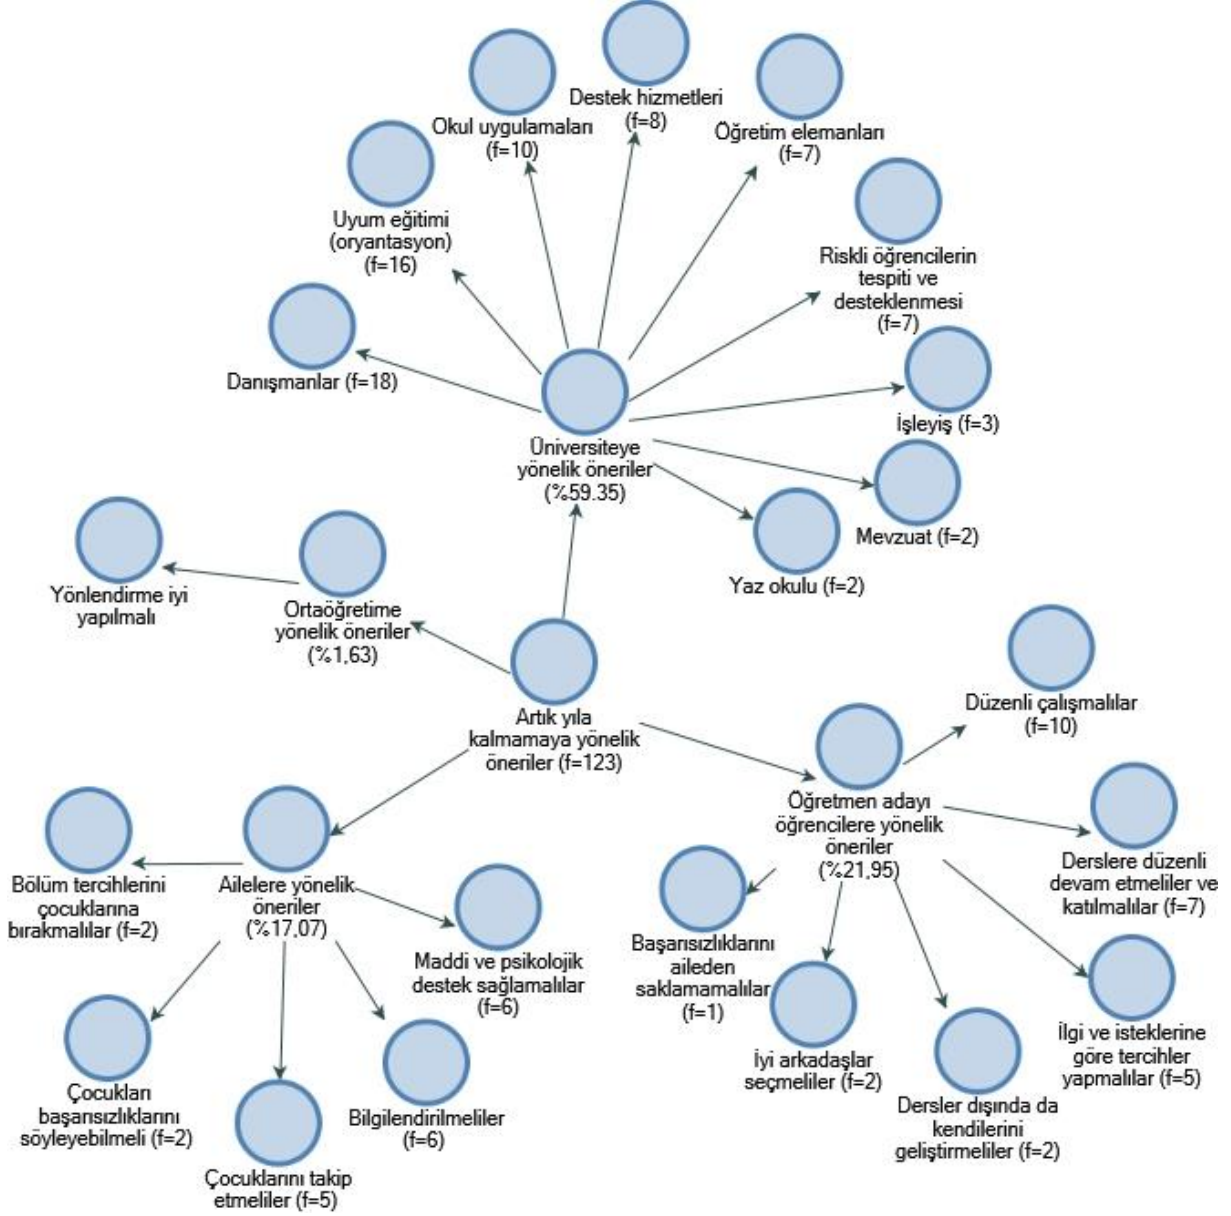 Destek hizmetleri
(f=8)
Okul uygulamaları
(f=10)
Öğretim elemanları
(f=7)
Uyum eğitimi
(oryantasyon)
(f=16)
Riskli öğrencilerin
tespiti ve
desteklenmesi
(f=7)
Danışmanlar (f=18)
İşleyiş (f=3)
Üniversiteye
yönelik öneriler
(%59.35)
Mevzuat (f=2)
Yaz okulu (f=2)
Yönlendirme iyi
yapılmalı
Ortaöğretime
yönelik öneriler
(%1,63)
Artık yıla
kalmamaya yönelik
öneriler (f=123)
Düzenli çalışmalılar
(f=10)
Öğretmen adayı
öğrencilere yönelik
öneriler
(%21,95)
Derslere düzenli
devam etmeliler ve
katılmalılar (f=7)
Bölüm tercihlerini
çocuklarına
bırakmalılar (f=2)
Ailelere yönelik
öneriler
(%17,07)
Maddi ve psikolojik
destek sağlamalılar
(f=6)
Başarısızlıklarını
aileden
saklamamalılar
(f=1)
İyi arkadaşlar
seçmeliler (f=2)
İlgi ve isteklerine
göre tercihler
yapmalılar (f=5)
Dersler dışında da
kendilerini
geliştirmeliler (f=2)
Çocukları
başarısızlıklarını
söyleyebilmeli (f=2)
Bilgilendirilmeliler
(f=6)
Çocuklarını takip
etmeliler (f=5)